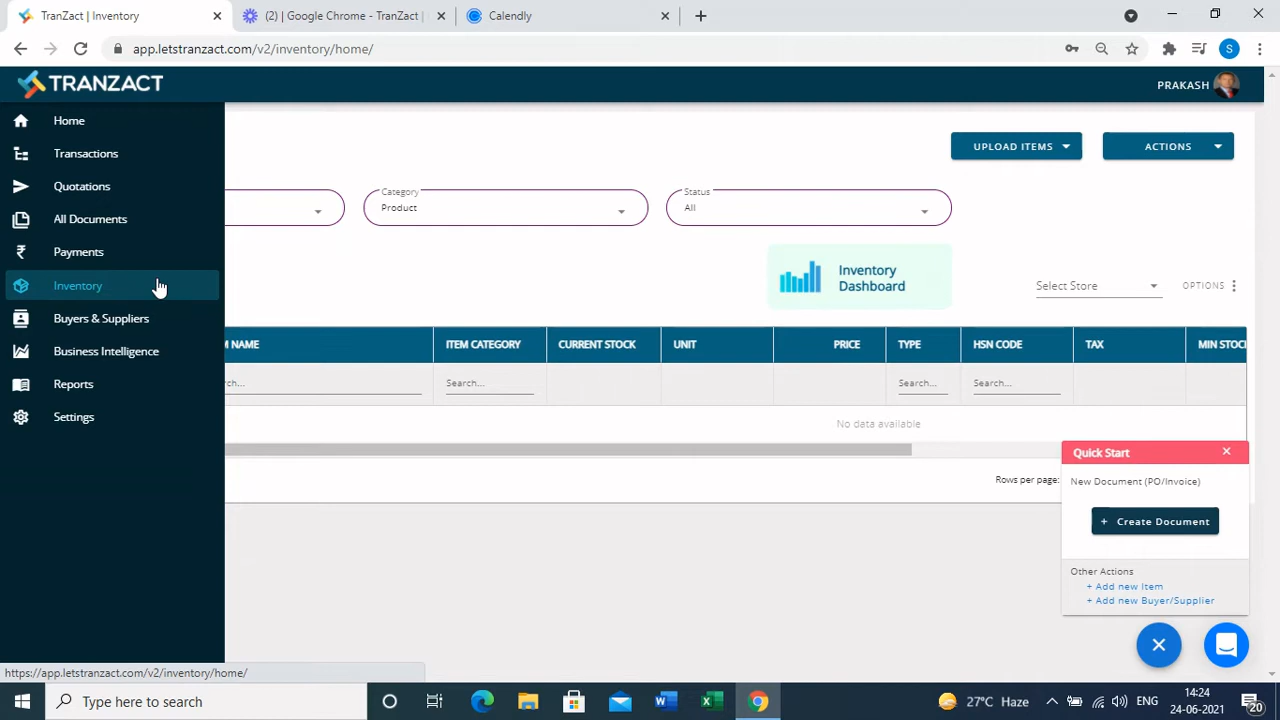 TranZact | Inventory
(2) | Google Chrome - TranZact |
Calendly
app.letstranzact.com/v2/inventory/home/
S
TRANZACT
PRAKASH
Home
Transactions
Quotations
All Documents
Payments
Inventory
Buyers & Suppliers
Business Intelligence
Reports
Settings
UPLOAD ITEMS
ACTIONS
Category
Product
Status
All
Inventory
Dashboard
Select Store
OPTIONS
NAME ITEM CATEGORY CURRENT STOCK UNIT PRICE TYPE HSN CODE TAX MIN STOC
ch... Search... Search... Search...
No data available
Rows per page:
Quick Start
New Document (PO/Invoice)
+ Create Document
Other Actions
+ Add new Item
+ Add new Buyer/Supplier
https://app.letstranzact.com/v2/inventory/home/
Type here to search
27°C Haze
ENG
14:24
24-06-2021
20